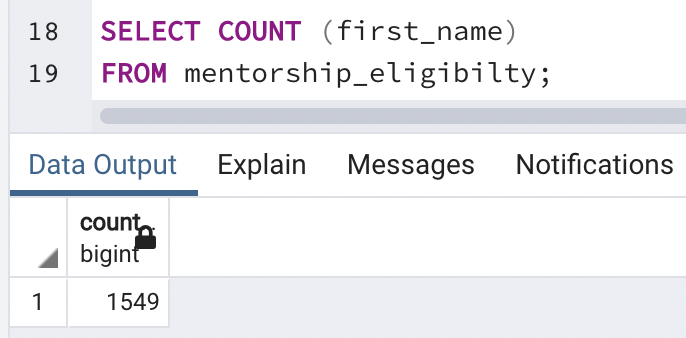 18 SELECT COUNT (first_name)
19 FROM mentorship_eligibilty;
Data Output Explain Messages Notifications
count
bigint
1 1549